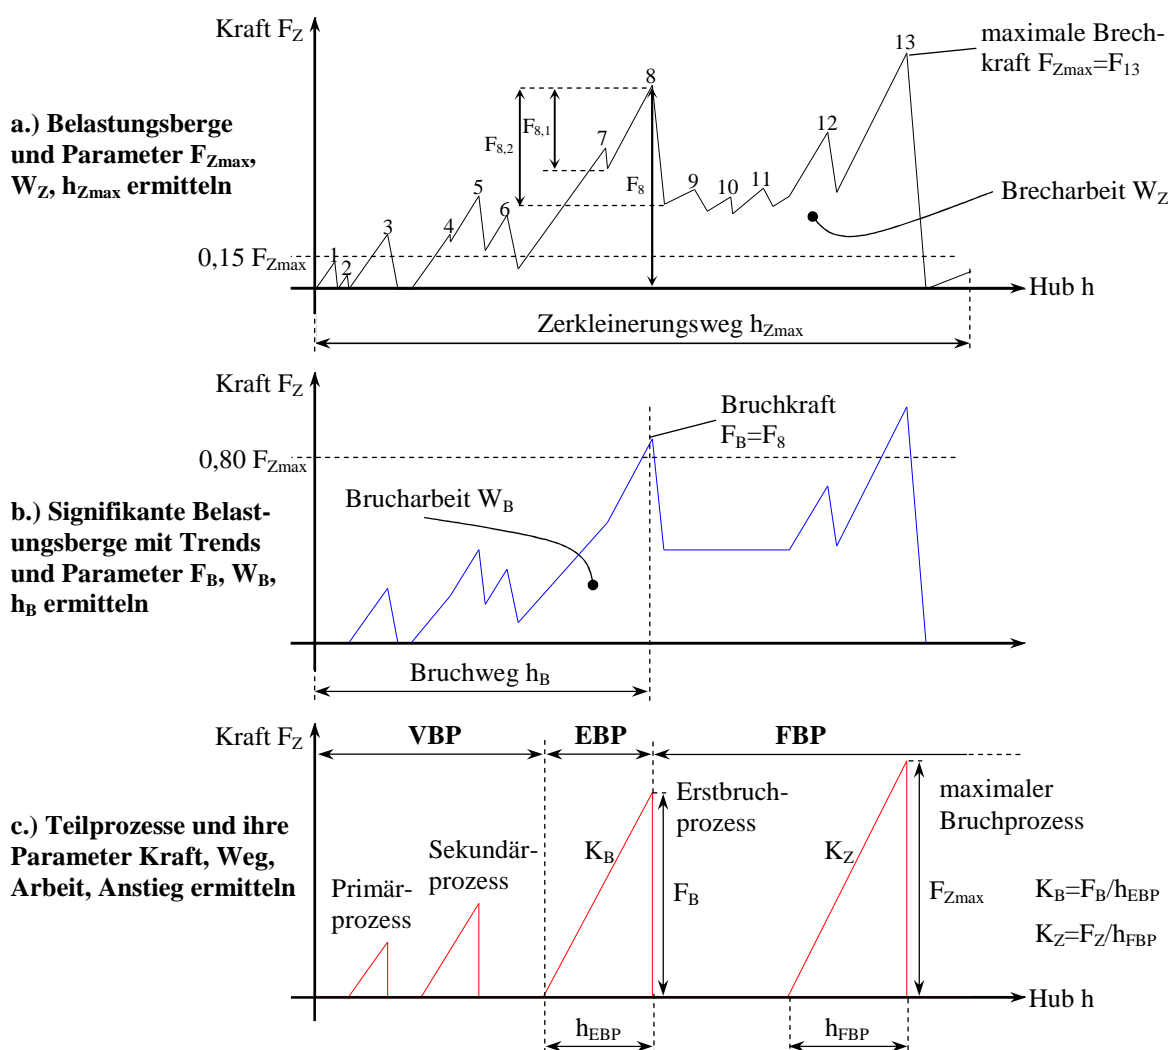 Kraft F_Z
a.) Belastungsberge
und Parameter F_Zmax,
W_Z, h_Zmax ermitteln
0,15 F_Zmax
1
2
3
4
5
6
7
8
9
10
11
12
13
F_8,2
F_8,1
F_8
maximale Brech-
kraft F_Zmax=F_13
Brecharbeit W_Z
Hub h
Zerkleinerungsweg h_Zmax
Kraft F_Z
0,80 F_Zmax
b.) Signifikante Belast-
ungsberge mit Trends
und Parameter F_B, W_B,
h_B ermitteln
Brucharbeit W_B
Bruchkraft
F_B=F_8
Bruchweg h_B
Kraft F_Z
VBP
EBP
FBP
c.) Teilprozesse und ihre
Parameter Kraft, Weg,
Arbeit, Anstieg ermitteln
Primär-
prozess
Sekundär-
prozess
K_B
Erstbruch-
prozess
F_B
K_Z
maximaler
Bruchprozess
F_Zmax
K_B=F_B/h_EBP
K_Z=F_Z/h_FBP
Hub h
h_EBP
h_FBP